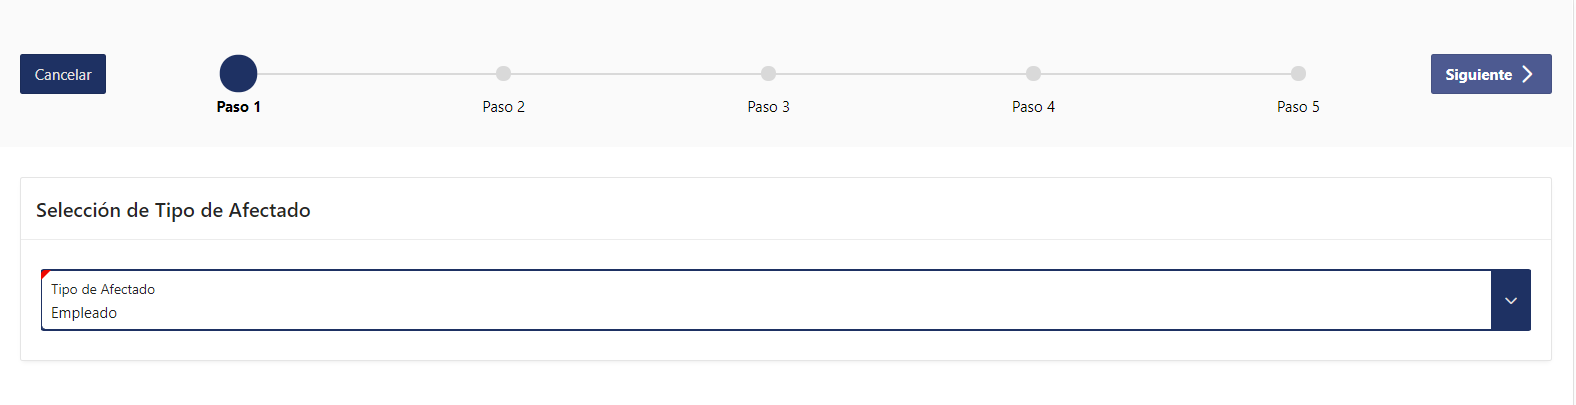 Cancelar
Siguiente
Paso 1
Paso 2
Paso 3
Paso 4
Paso 5
Selección de Tipo de Afectado
Tipo de Afectado
Empleado